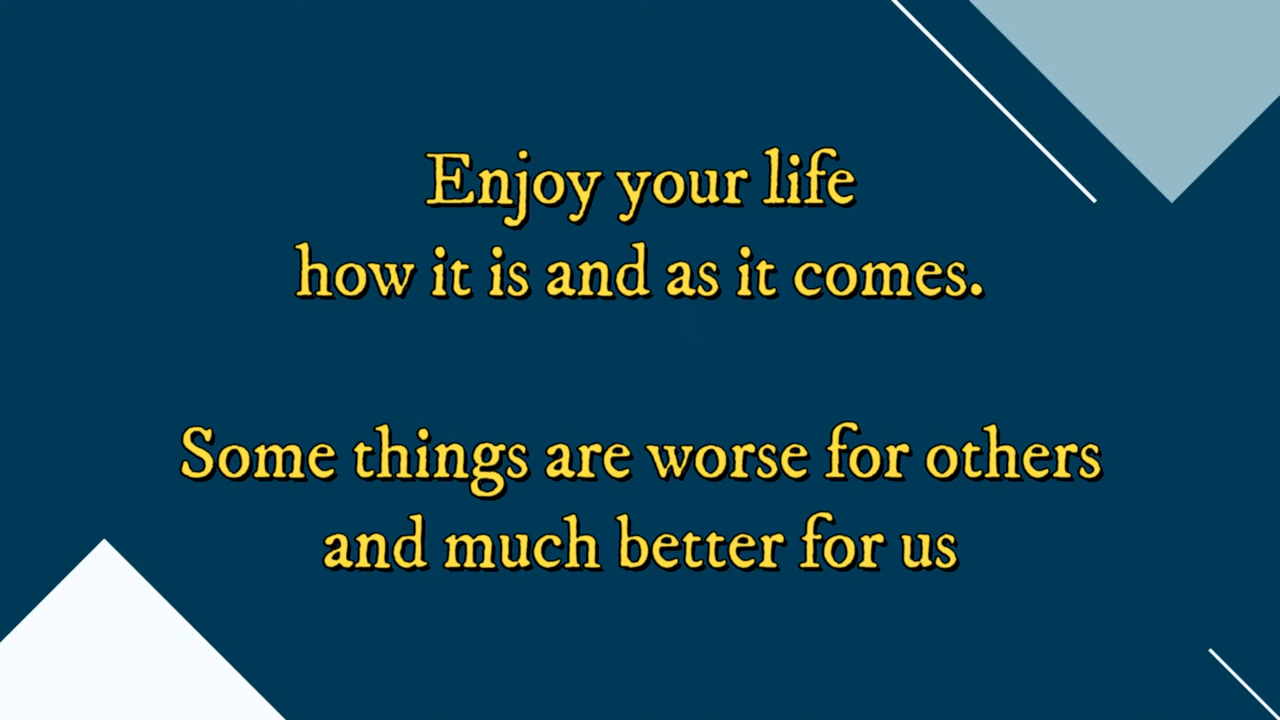 Enjoy your life
how it is and as it comes.
Some things are worse for others
and much better for us